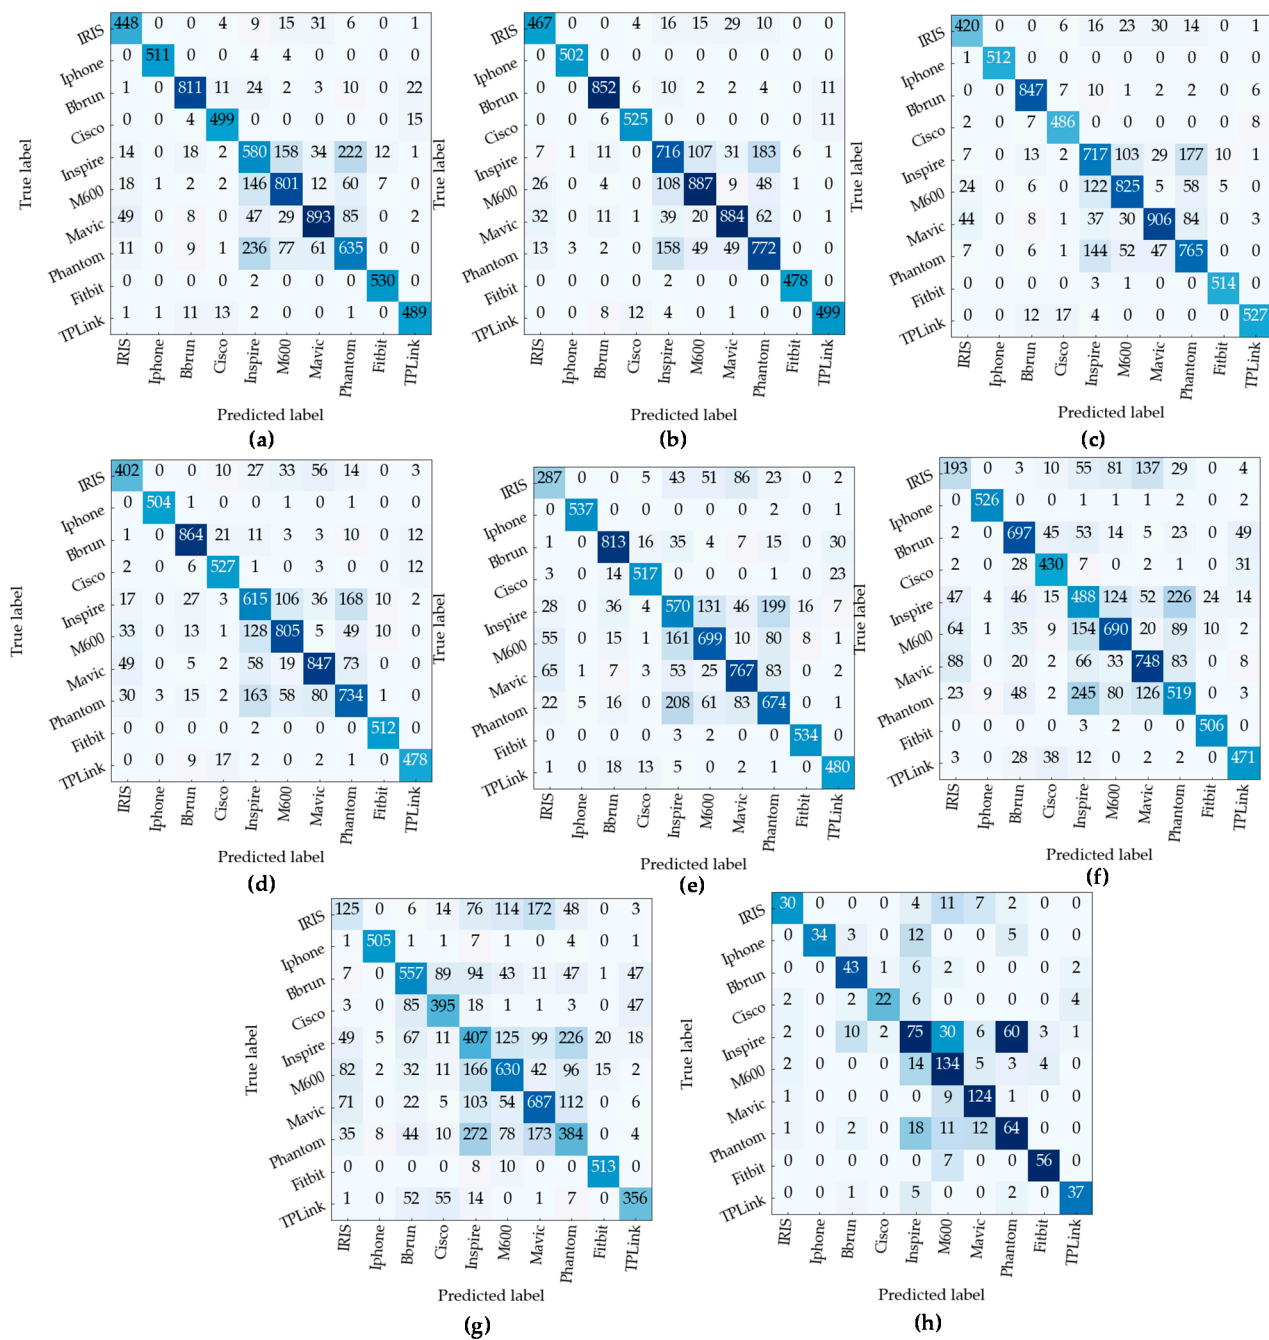 True label
IRIS 448 0 0 4 9 15 31 6 0 1
Iphone 0 511 0 0 4 4 0 0 0 0
Bbrun 1 0 811 11 24 2 3 10 0 22
Cisco 0 0 4 499 0 0 0 0 0 15
Inspire 14 0 18 2 580 158 34 222 12 1
M600 18 1 2 2 146 801 12 60 7 0
Mavic 49 0 8 0 47 29 893 85 0 2
Phantom 11 0 9 1 236 77 61 635 0 0
Fitbit 0 0 0 0 2 0 0 0 530 0
TPLink 1 1 11 13 2 0 0 1 0 489
IRIS Iphone Bbrun Cisco Inspire M600 Mavic Phantom Fitbit TPLink
Predicted label
(a)
True label
IRIS 467 0 0 4 16 15 29 10 0 0
Iphone 0 502 0 0 0 0 0 0 0 0
Bbrun 0 0 852 6 10 2 2 4 0 11
Cisco 0 0 6 525 0 0 0 0 0 11
Inspire 7 1 11 0 716 107 31 183 6 1
M600 26 0 4 0 108 887 9 48 1 0
Mavic 32 0 11 1 39 20 884 62 0 1
Phantom 13 3 2 0 158 49 49 772 0 0
Fitbit 0 0 0 0 2 0 0 0 478 0
TPLink 0 0 8 12 4 0 1 0 0 499
IRIS Iphone Bbrun Cisco Inspire M600 Mavic Phantom Fitbit TPLink
Predicted label
(b)
True label
IRIS 420 0 0 6 16 23 30 14 0 1
Iphone 1 512 0 0 0 0 0 0 0 0
Bbrun 0 0 847 7 10 1 2 2 0 6
Cisco 2 0 7 486 0 0 0 0 0 8
Inspire 7 0 13 2 717 103 29 177 10 1
M600 24 0 6 0 122 825 5 58 5 0
Mavic 44 0 8 1 37 30 906 84 0 3
Phantom 7 0 6 1 144 52 47 765 0 0
Fitbit 0 0 0 0 3 1 0 0 514 0
TPLink 0 0 12 17 4 0 0 0 0 527
IRIS Iphone Bbrun Cisco Inspire M600 Mavic Phantom Fitbit TPLink
Predicted label
(c)
True label
IRIS 402 0 0 10 27 33 56 14 0 3
Iphone 0 504 1 0 0 1 0 1 0 0
Bbrun 1 0 864 21 11 3 3 10 0 12
Cisco 2 0 6 527 1 0 0 0 0 12
Inspire 17 0 27 3 615 106 36 168 10 2
M600 33 0 13 1 128 805 5 49 10 0
Mavic 49 0 5 2 58 19 847 73 0 0
Phantom 30 3 15 2 163 58 80 734 1 0
Fitbit 0 0 0 0 2 0 0 0 512 0
TPLink 0 0 9 17 2 0 2 1 0 478
IRIS Iphone Bbrun Cisco Inspire M600 Mavic Phantom Fitbit TPLink
Predicted label
(d)
True label
IRIS 287 0 0 5 43 51 86 23 0 2
Iphone 0 537 0 0 0 0 0 2 0 1
Bbrun 1 0 813 16 35 4 7 15 0 30
Cisco 3 0 14 517 0 0 0 1 0 23
Inspire 28 0 36 4 570 131 46 199 16 7
M600 55 0 15 1 161 699 10 80 8 1
Mavic 65 1 7 3 53 25 767 83 0 2
Phantom 22 5 16 0 208 61 83 674 0 1
Fitbit 0 0 0 0 3 2 0 0 534 0
TPLink 1 0 18 13 5 0 2 1 0 480
IRIS Iphone Bbrun Cisco Inspire M600 Mavic Phantom Fitbit TPLink
Predicted label
(e)
True label
IRIS 193 0 3 10 55 81 137 29 0 4
Iphone 0 526 0 0 1 1 1 2 0 2
Bbrun 2 0 697 45 53 14 5 23 0 49
Cisco 2 0 28 430 7 0 2 1 0 31
Inspire 47 4 46 15 488 124 52 226 24 14
M600 64 1 35 9 154 690 20 89 10 2
Mavic 88 0 20 2 66 33 748 83 0 8
Phantom 23 9 48 2 245 80 126 519 0 3
Fitbit 0 0 0 0 3 2 0 0 506 0
TPLink 3 0 28 38 12 0 2 2 0 471
IRIS Iphone Bbrun Cisco Inspire M600 Mavic Phantom Fitbit TPLink
Predicted label
(f)
True label
IRIS 125 0 6 14 76 114 172 48 0 3
Iphone 1 505 1 1 7 1 0 4 0 1
Bbrun 7 0 557 89 94 43 11 47 1 47
Cisco 3 0 85 395 18 1 1 3 0 47
Inspire 49 5 67 11 407 125 99 226 20 18
M600 82 2 32 11 166 630 42 96 15 2
Mavic 71 0 22 5 103 54 687 112 0 6
Phantom 35 8 44 10 272 78 173 384 0 4
Fitbit 0 0 0 0 8 10 0 0 513 0
TPLink 1 0 52 55 14 0 1 7 0 356
IRIS Iphone Bbrun Cisco Inspire M600 Mavic Phantom Fitbit TPLink
Predicted label
(g)
True label
IRIS 30 0 0 0 4 11 7 2 0 0
Iphone 0 34 3 0 12 0 0 5 0 0
Bbrun 0 0 43 1 6 2 0 0 0 2
Cisco 2 0 2 22 6 0 0 0 0 4
Inspire 2 0 10 2 75 30 6 60 3 1
M600 2 0 0 0 14 134 5 3 4 0
Mavic 1 0 0 0 0 9 124 1 0 0
Phantom 1 0 2 0 18 11 12 64 0 0
Fitbit 0 0 0 0 0 7 0 0 56 0
TPLink 0 0 1 0 5 0 0 2 0 37
IRIS Iphone Bbrun Cisco Inspire M600 Mavic Phantom Fitbit TPLink
Predicted label
(h)